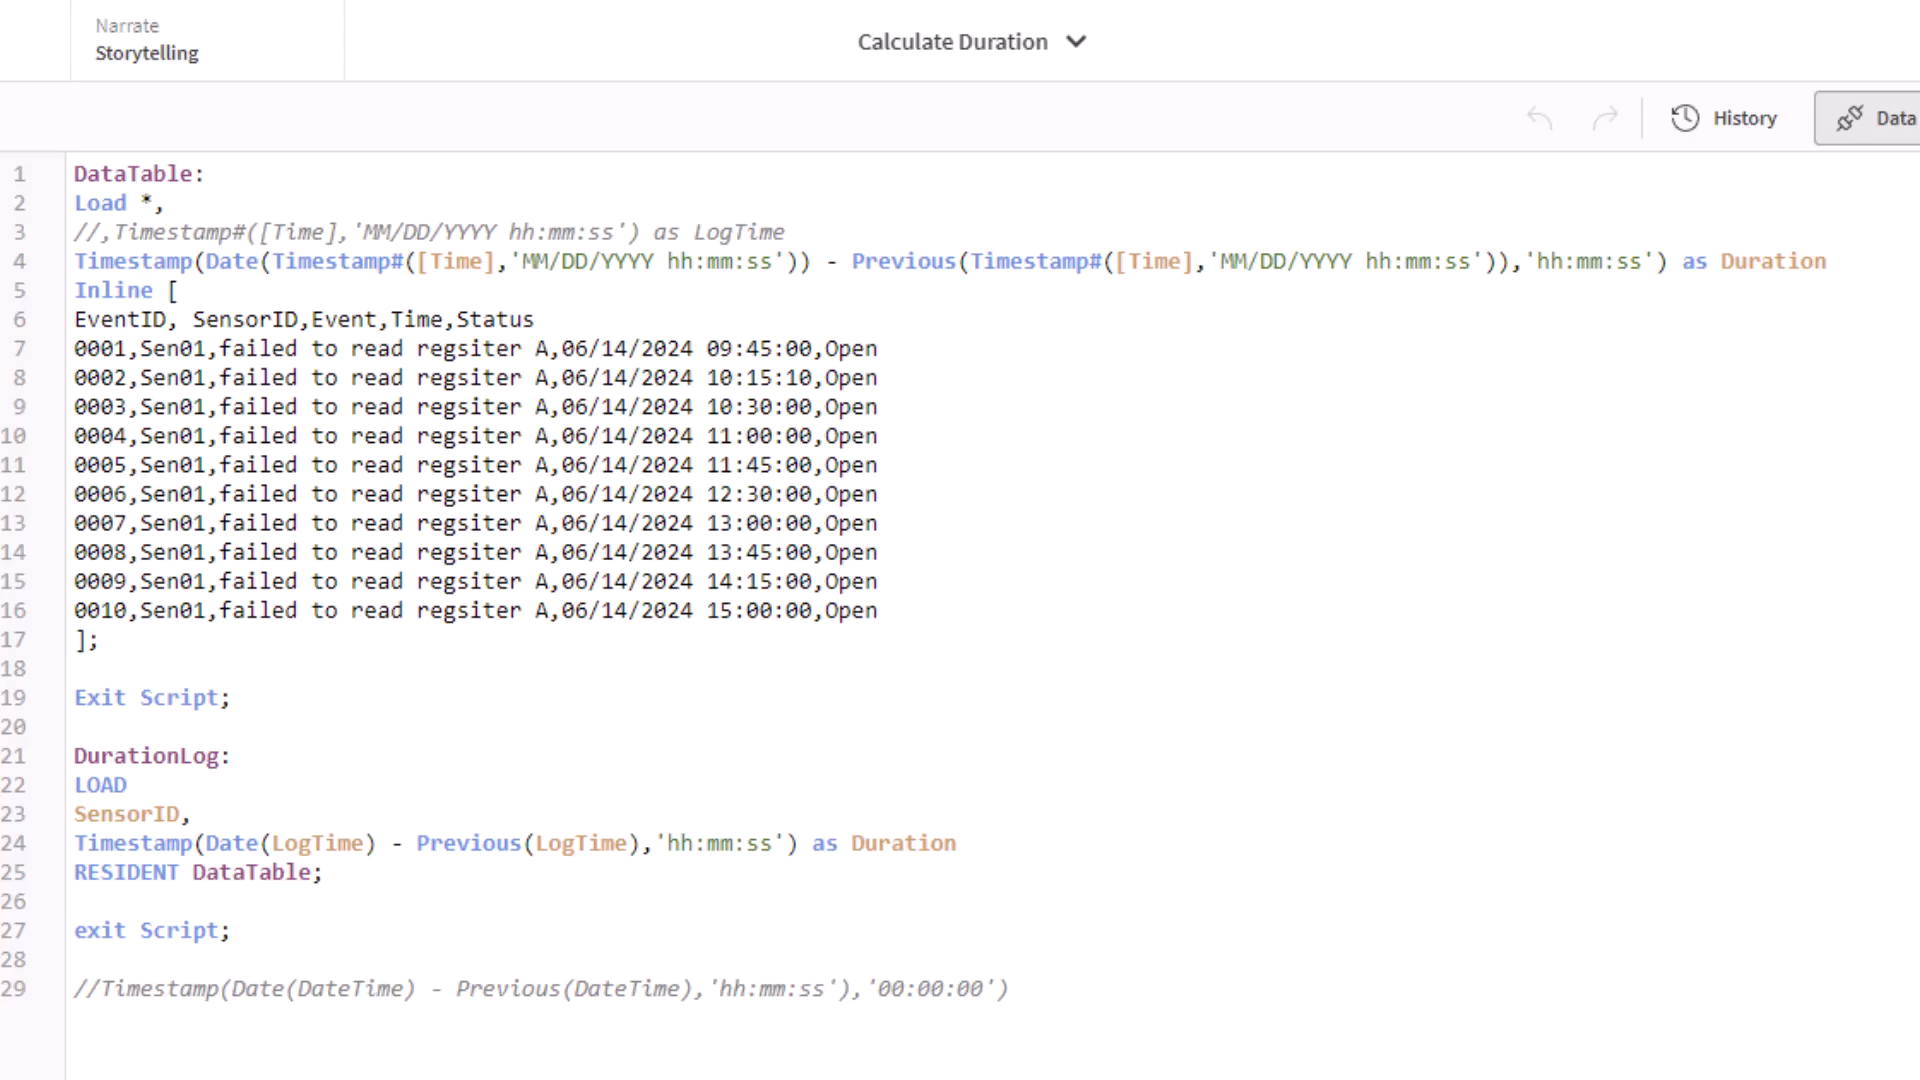 Narrate
Storytelling
Calculate Duration
History
Data
1 DataTable:
2 Load *,
3 //,Timestamp#([Time],'MM/DD/YYYY hh:mm:ss') as LogTime
4 Timestamp(Date(Timestamp#([Time],'MM/DD/YYYY hh:mm:ss')) - Previous(Timestamp#([Time],'MM/DD/YYYY hh:mm:ss')),'hh:mm:ss') as Duration
5 Inline [
6 EventID, SensorID,Event,Time,Status
7 0001,Sen01,failed to read regsiter A,06/14/2024 09:45:00,Open
8 0002,Sen01,failed to read regsiter A,06/14/2024 10:15:10,Open
9 0003,Sen01,failed to read regsiter A,06/14/2024 10:30:00,Open
10 0004,Sen01,failed to read regsiter A,06/14/2024 11:00:00,Open
11 0005,Sen01,failed to read regsiter A,06/14/2024 11:45:00,Open
12 0006,Sen01,failed to read regsiter A,06/14/2024 12:30:00,Open
13 0007,Sen01,failed to read regsiter A,06/14/2024 13:00:00,Open
14 0008,Sen01,failed to read regsiter A,06/14/2024 13:45:00,Open
15 0009,Sen01,failed to read regsiter A,06/14/2024 14:15:00,Open
16 0010,Sen01,failed to read regsiter A,06/14/2024 15:00:00,Open
17 ];
18
19 Exit Script;
20
21 DurationLog:
22 LOAD
23 SensorID,
24 Timestamp(Date(LogTime) - Previous(LogTime),'hh:mm:ss') as Duration
25 RESIDENT DataTable;
26
27 exit Script;
28
29 //Timestamp(Date(DateTime) - Previous(DateTime),'hh:mm:ss'),'00:00:00')